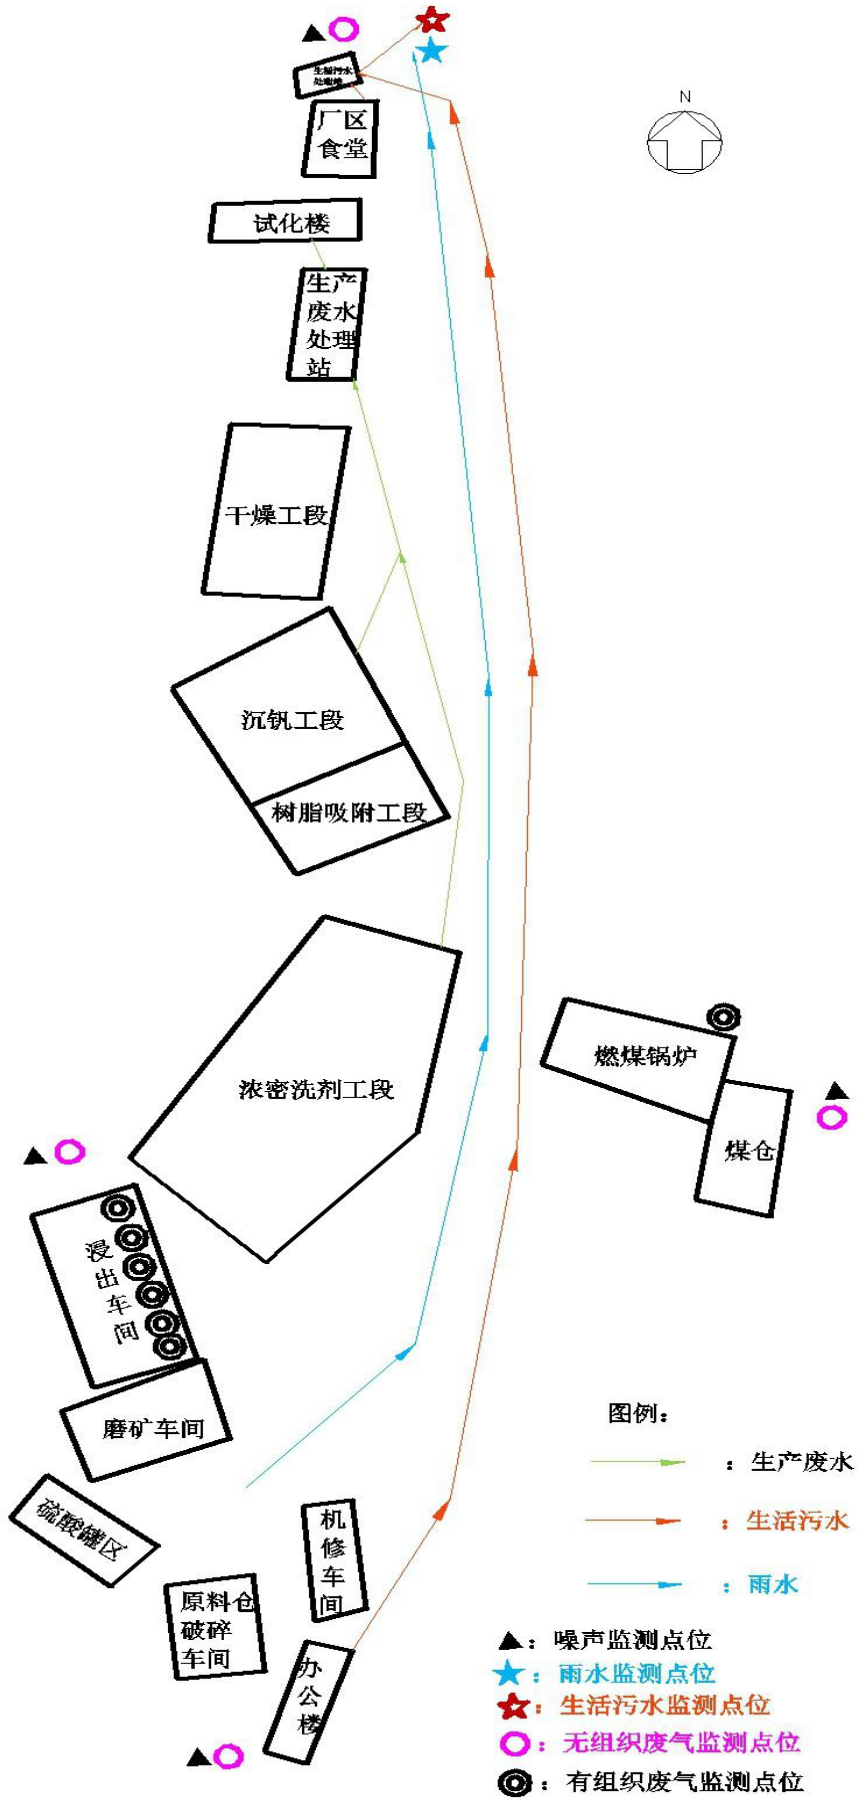 N
生活污水
处理站
厂区
食堂
试化楼
生产
废水
处理
站
干燥工段
沉钒工段
树脂吸附工段
浓密洗剂工段
燃煤锅炉
煤仓
浸
出
车
间
磨矿车间
硫酸罐区
原料仓
破碎
车间
机
修
车
间
办
公
楼
图例：
：生产废水
：生活污水
：雨水
：噪声监测点位
：雨水监测点位
：生活污水监测点位
：无组织废气监测点位
：有组织废气监测点位